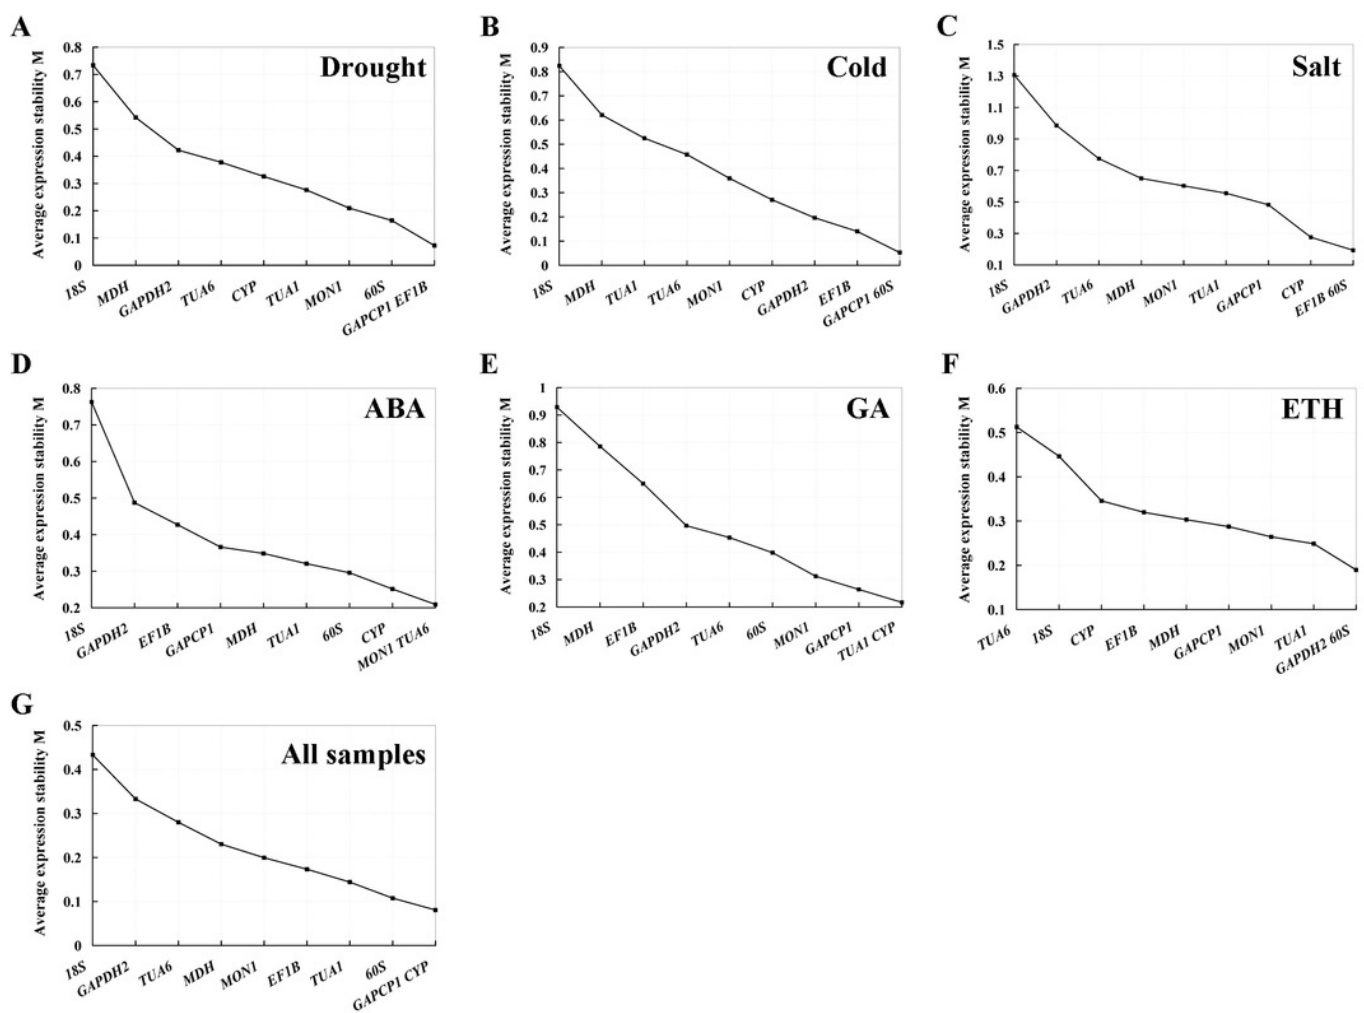 A
Drought
Average expression stability M
0.8
0.7
0.6
0.5
0.4
0.3
0.2
0.1
0
18S
MDH
GAPDH2
TUA6
CYP
TUA1
MON1
60S
GAPCP1 EF1B
B
Cold
Average expression stability M
0.9
0.8
0.7
0.6
0.5
0.4
0.3
0.2
0.1
0
18S
MDH
TUA1
TUA6
MON1
CYP
GAPDH2
EF1B
GAPCP1 60S
C
Salt
Average expression stability M
1.5
1.3
1.1
0.9
0.7
0.5
0.3
0.1
18S
GAPDH2
TUA6
MDH
MON1
TUA1
GAPCP1
CYP
EF1B 60S
D
ABA
Average expression stability M
0.8
0.7
0.6
0.5
0.4
0.3
0.2
18S
GAPDH2
EF1B
GAPCP1
MDH
TUA1
60S
CYP
MON1 TUA6
E
GA
Average expression stability M
1
0.9
0.8
0.7
0.6
0.5
0.4
0.3
0.2
18S
MDH
EF1B
GAPDH2
TUA6
60S
MON1
GAPCP1
TUA1 CYP
F
ETH
Average expression stability M
0.6
0.5
0.4
0.3
0.2
0.1
TUA6
18S
CYP
EF1B
MDH
GAPCP1
MON1
TUA1
GAPDH2 60S
G
All samples
Average expression stability M
0.5
0.4
0.3
0.2
0.1
0
18S
GAPDH2
TUA6
MDH
MON1
EF1B
TUA1
60S
GAPCP1 CYP